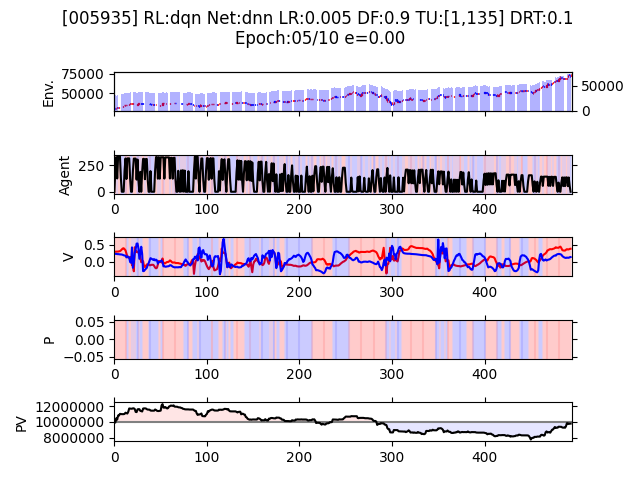 [005935] RL:dqn Net:dnn LR:0.005 DF:0.9 TU:[1,135] DRT:0.1
Epoch:05/10 e=0.00
Env.
75000
50000
50000
0
Agent
250
0
0 100 200 300 400
V
0.5
0.0
0 100 200 300 400
P
0.05
0.00
−0.05
0 100 200 300 400
PV
12000000
10000000
8000000
0 100 200 300 400